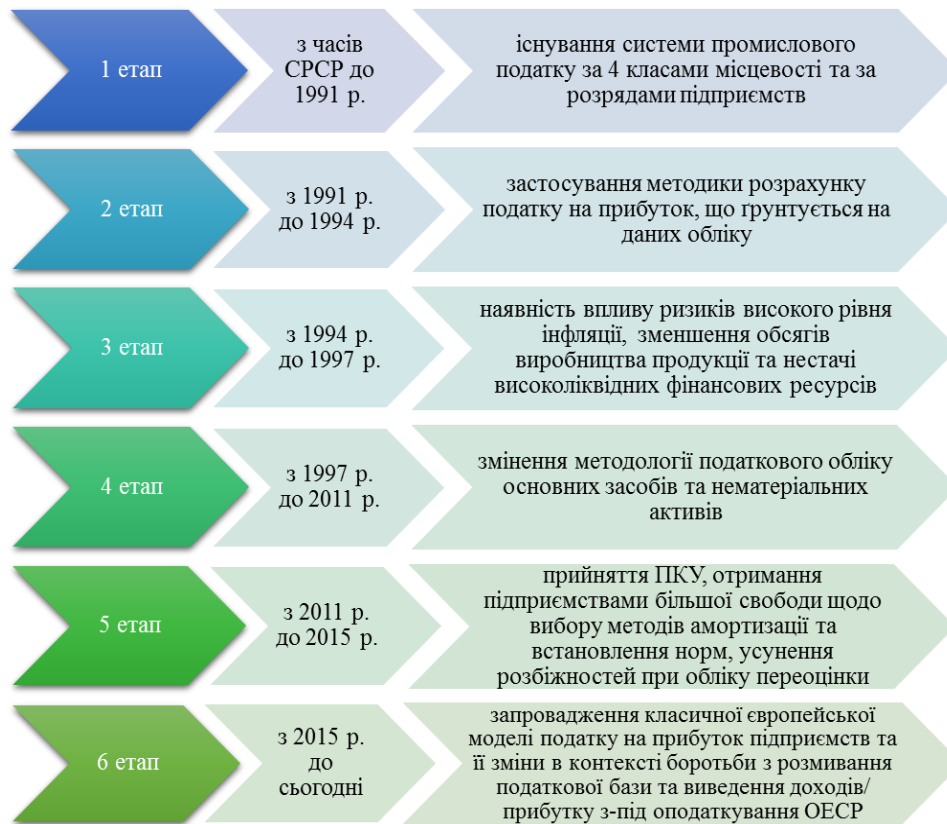 1 етап
з часів
СРСР до
1991 р.
існування системи промислового
податку за 4 класами місцевості та за
розрядами підприємств
2 етап
з 1991 р.
до 1994 р.
застосування методики розрахунку
податку на прибуток, що ґрунтується на
даних обліку
3 етап
з 1994 р.
до 1997 р.
наявність впливу ризиків високого рівня
інфляції, зменшення обсягів
виробництва продукції та нестачі
високоліквідних фінансових ресурсів
4 етап
з 1997 р.
до 2011 р.
змінення методології податкового обліку
основних засобів та нематеріальних
активів
5 етап
з 2011 р.
до 2015 р.
прийняття ПКУ, отримання
підприємствами більшої свободи щодо
вибору методів амортизації та
встановлення норм, усунення
розбіжностей при обліку переоцінки
6 етап
з 2015 р.
до
сьогодні
запровадження класичної європейської
моделі податку на прибуток підприємств та
її зміни в контексті боротьби з розмивання
податкової бази та виведення доходів/
прибутку з-під оподаткування ОЕСР